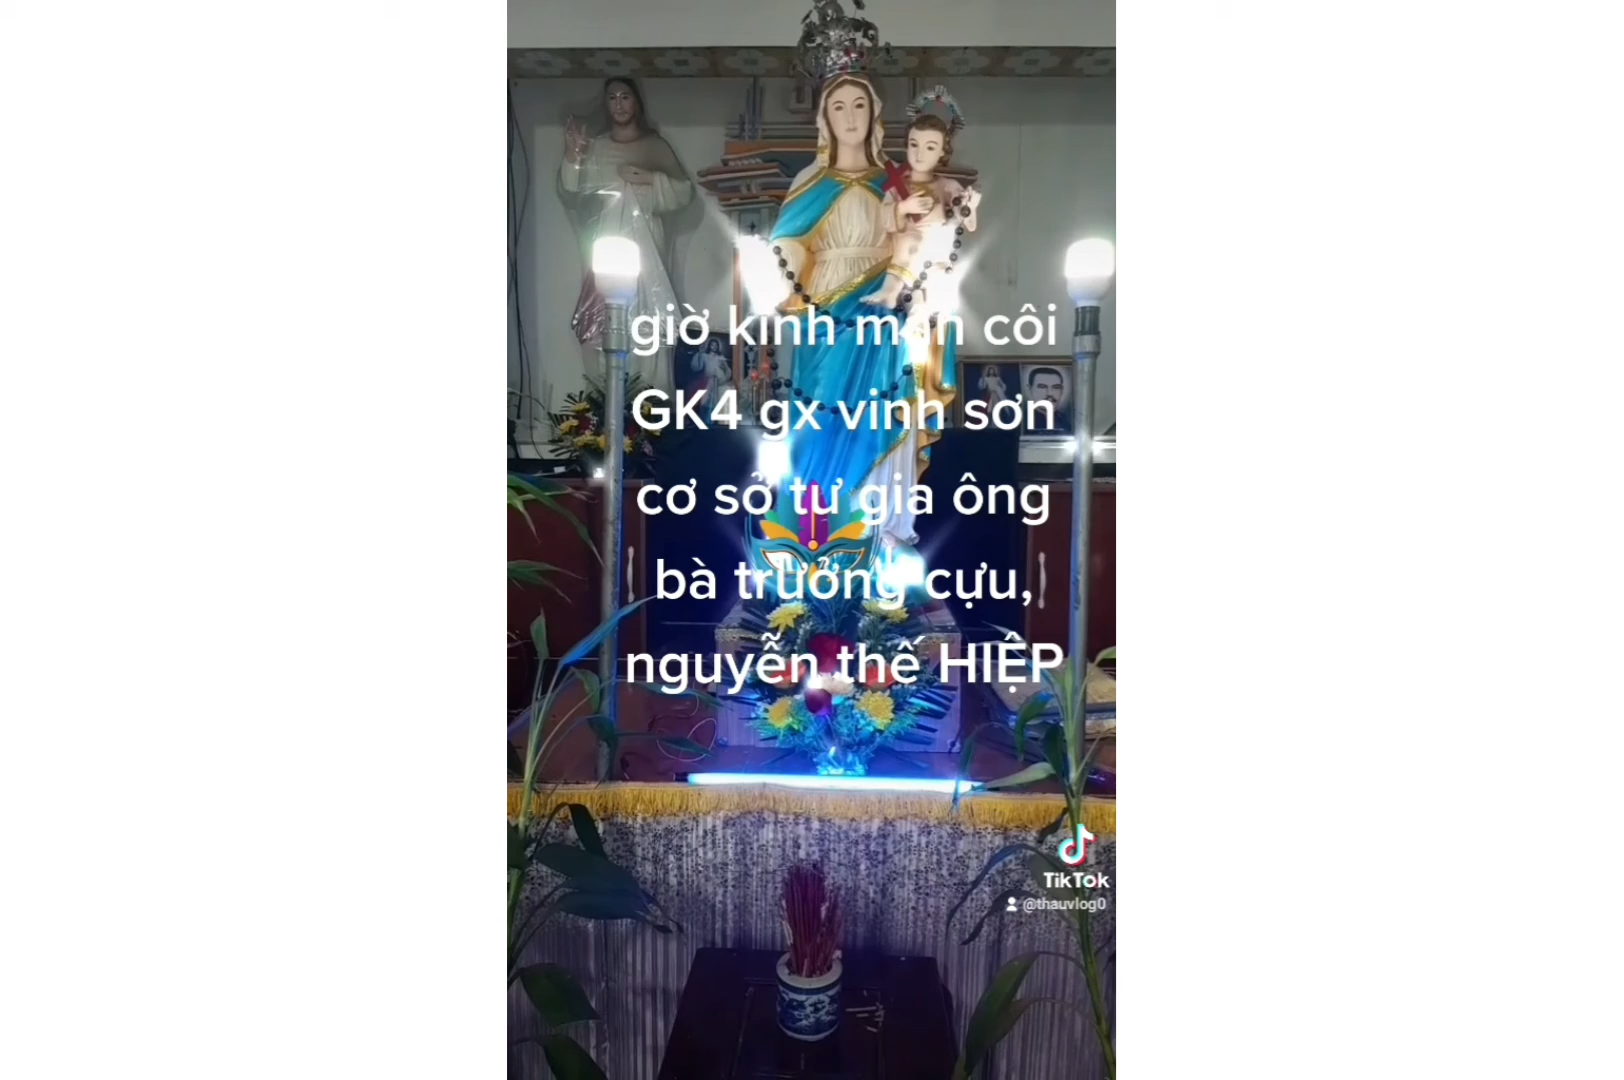 giờ kinh mân côi
GK4 gx vinh sơn
cơ sở tư gia ông
bà trưởng cựu,
nguyễn thế HIỆP
TikTok
@thauvlog0